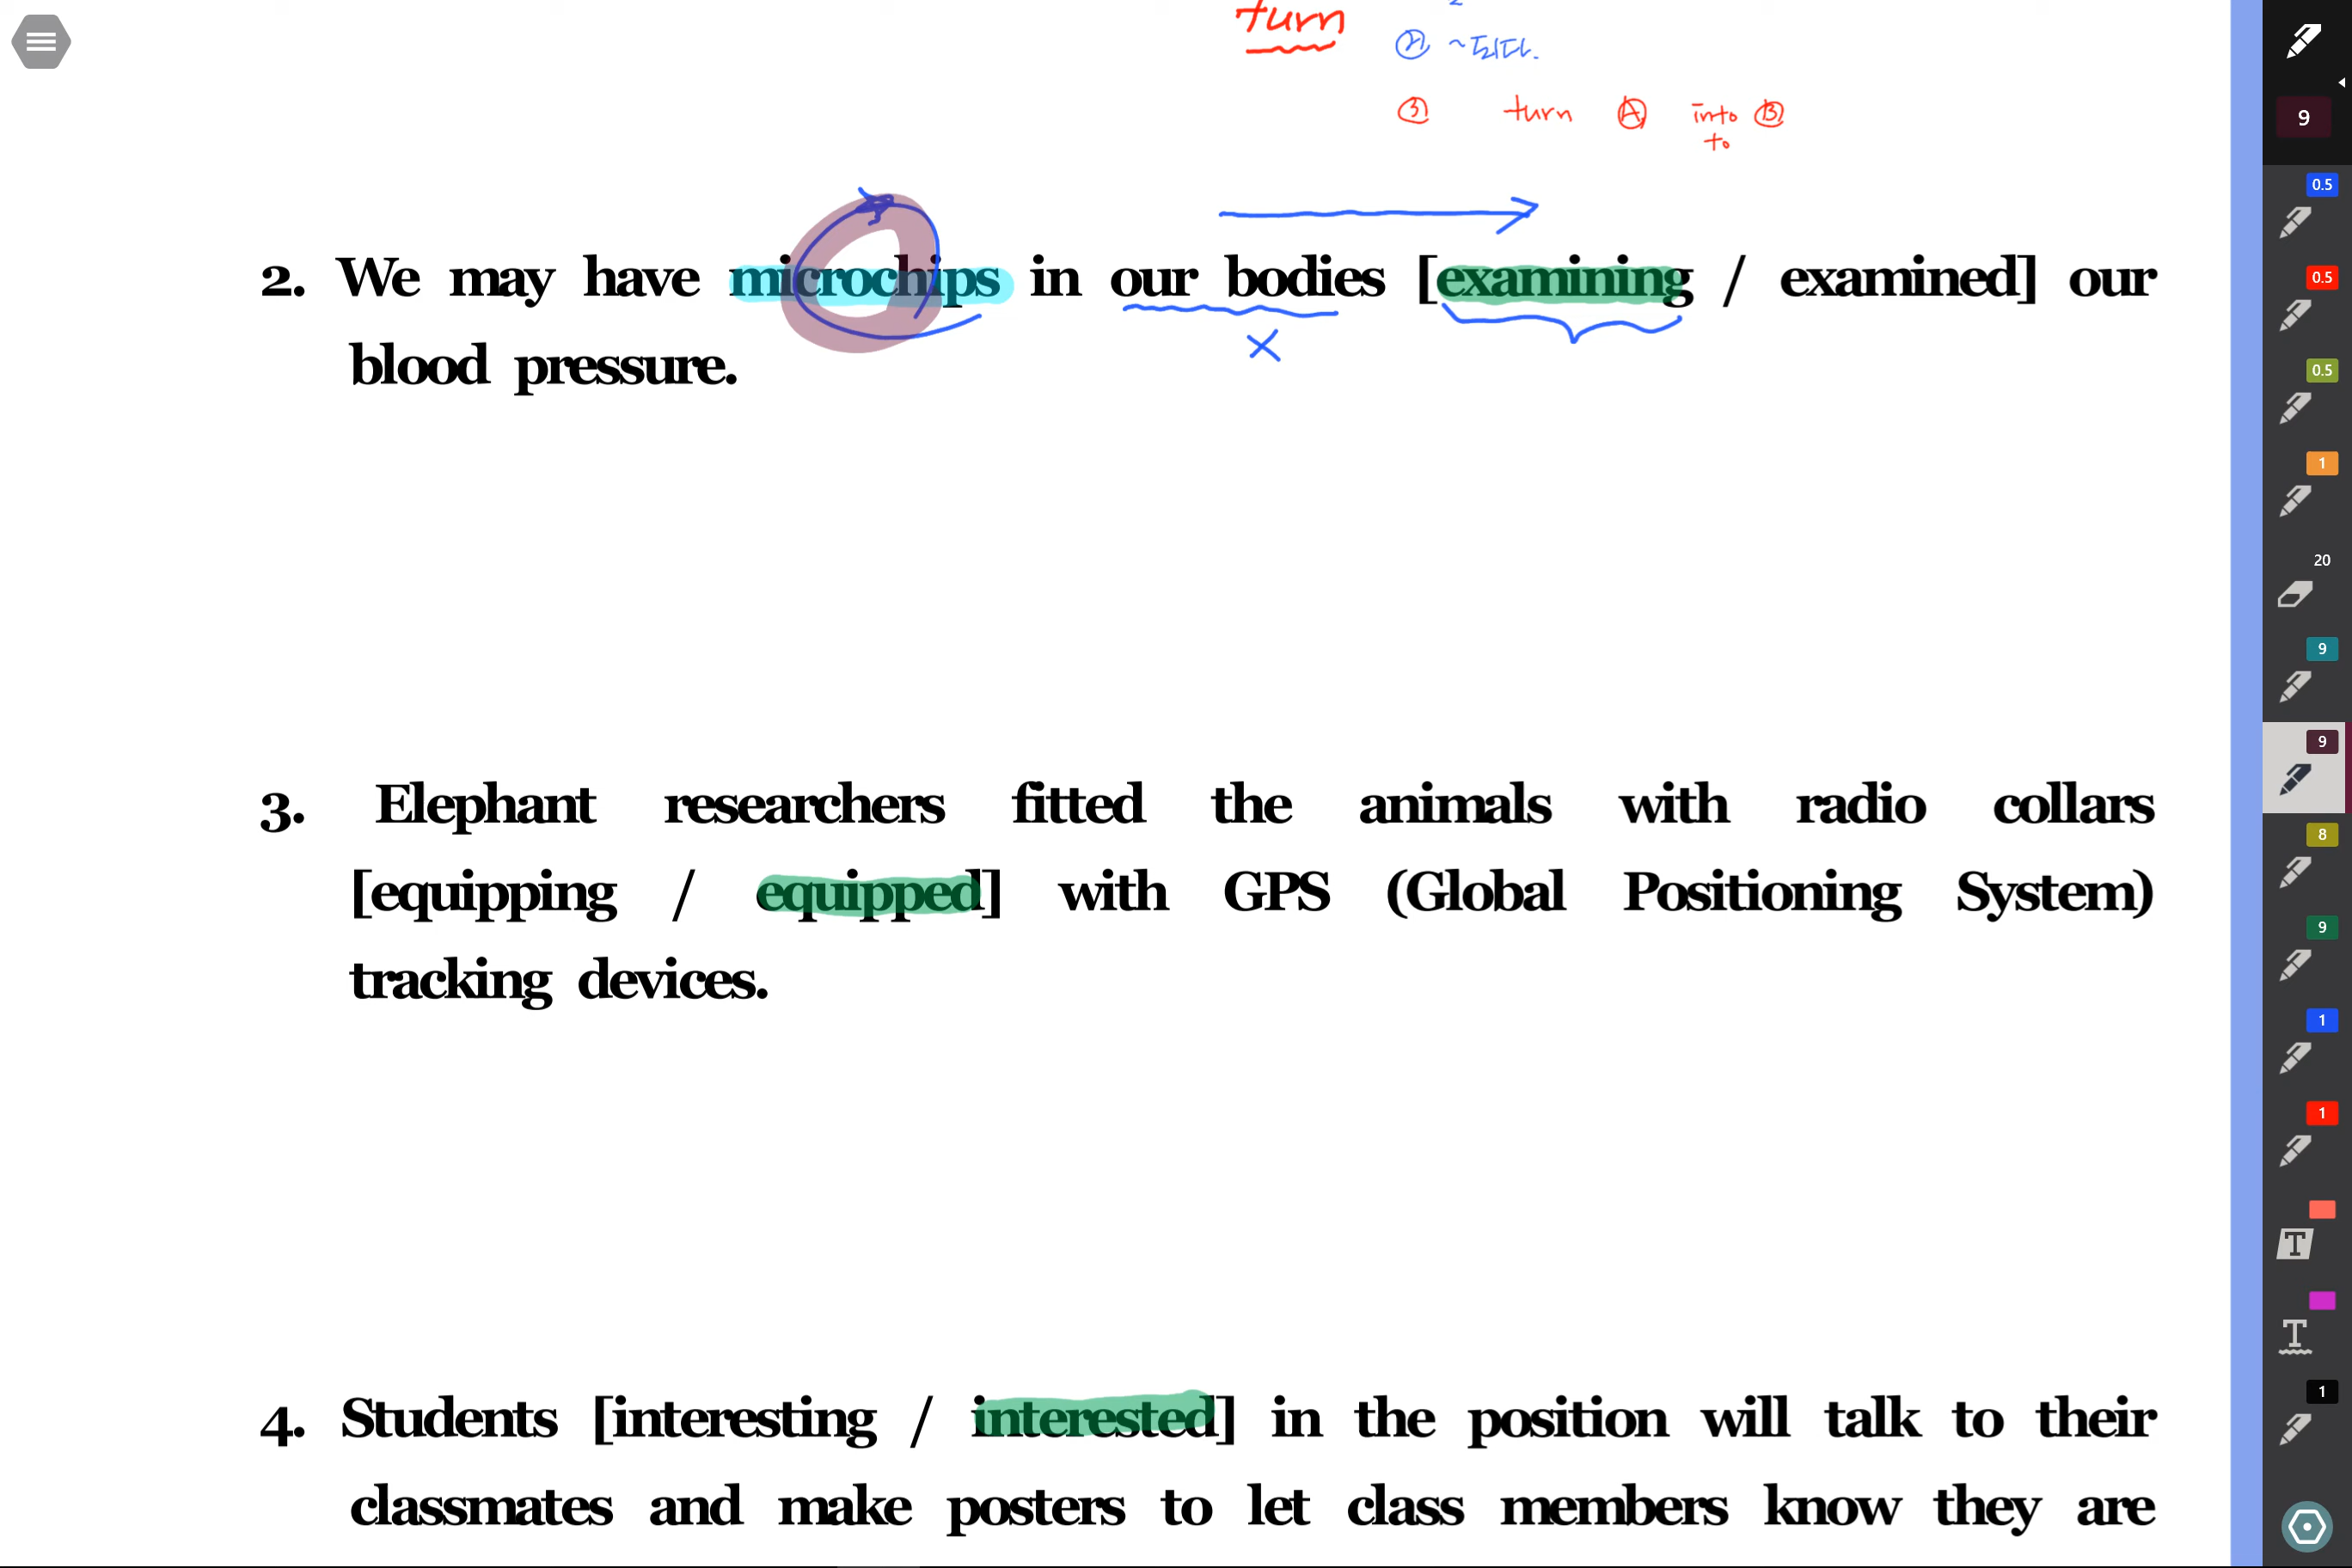 turn
② ~되다.
③ turn Ⓐ into Ⓑ
to
2. We may have microchips in our bodies [examining / examined] our
blood pressure.
x
3. Elephant researchers fitted the animals with radio collars
[equipping / equipped] with GPS (Global Positioning System)
tracking devices.
4. Students [interesting / interested] in the position will talk to their
classmates and make posters to let class members know they are
9
0.5
0.5
0.5
1
20
9
9
8
9
1
1
T
T
1